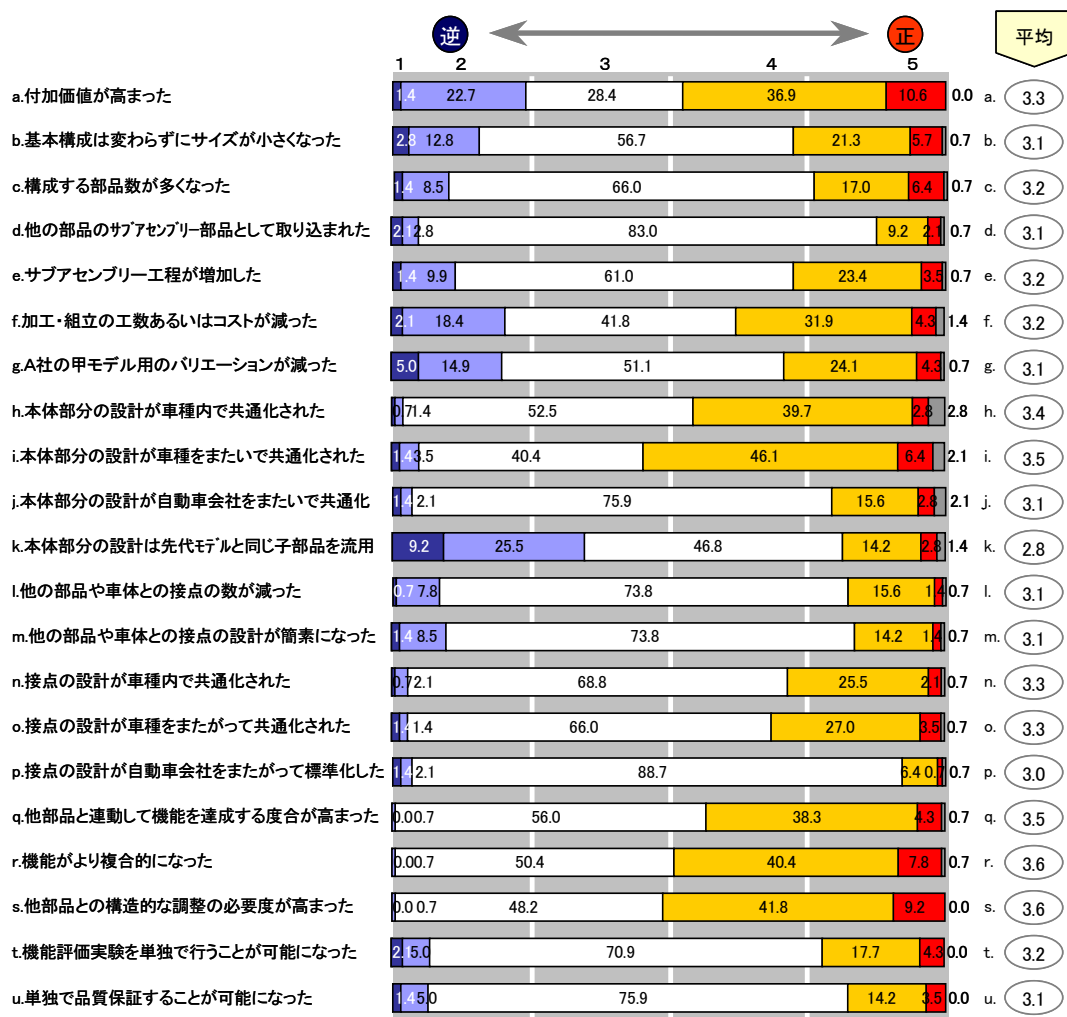 逆 正 平均
1 2 3 4 5
a.付加価値が高まった 1.4 22.7 28.4 36.9 10.6 0.0 a. 3.3
b.基本構成は変わらずにサイズが小さくなった 2.8 12.8 56.7 21.3 5.7 0.7 b. 3.1
c.構成する部品数が多くなった 1.4 8.5 66.0 17.0 6.4 0.7 c. 3.2
d.他の部品のサブアセンブリー部品として取り込まれた 2.1 2.8 83.0 9.2 2.1 0.7 d. 3.1
e.サブアセンブリー工程が増加した 1.4 9.9 61.0 23.4 3.5 0.7 e. 3.2
f.加工・組立の工数あるいはコストが減った 2.1 18.4 41.8 31.9 4.3 1.4 f. 3.2
g.A社の甲モデル用のバリエーションが減った 5.0 14.9 51.1 24.1 4.3 0.7 g. 3.1
h.本体部分の設計が車種内で共通化された 0.7 1.4 52.5 39.7 2.8 2.8 h. 3.4
i.本体部分の設計が車種をまたいで共通化された 1.4 3.5 40.4 46.1 6.4 2.1 i. 3.5
j.本体部分の設計が自動車会社をまたいで共通化 1.4 2.1 75.9 15.6 2.8 2.1 j. 3.1
k.本体部分の設計は先代モデルと同じ子部品を流用 9.2 25.5 46.8 14.2 2.8 1.4 k. 2.8
l.他の部品や車体との接点の数が減った 0.7 7.8 73.8 15.6 1.4 0.7 l. 3.1
m.他の部品や車体との接点の設計が簡素になった 1.4 8.5 73.8 14.2 1.4 0.7 m. 3.1
n.接点の設計が車種内で共通化された 0.7 2.1 68.8 25.5 2.1 0.7 n. 3.3
o.接点の設計が車種をまたがって共通化された 1.4 1.4 66.0 27.0 3.5 0.7 o. 3.3
p.接点の設計が自動車会社をまたがって標準化した 1.4 2.1 88.7 6.4 0.7 0.7 p. 3.0
q.他部品と連動して機能を達成する度合が高まった 0.0 0.7 56.0 38.3 4.3 0.7 q. 3.5
r.機能がより複合的になった 0.0 0.7 50.4 40.4 7.8 0.7 r. 3.6
s.他部品との構造的な調整の必要度が高まった 0.0 0.7 48.2 41.8 9.2 0.0 s. 3.6
t.機能評価実験を単独で行うことが可能になった 2.1 5.0 70.9 17.7 4.3 0.0 t. 3.2
u.単独で品質保証することが可能になった 1.4 5.0 75.9 14.2 3.5 0.0 u. 3.1